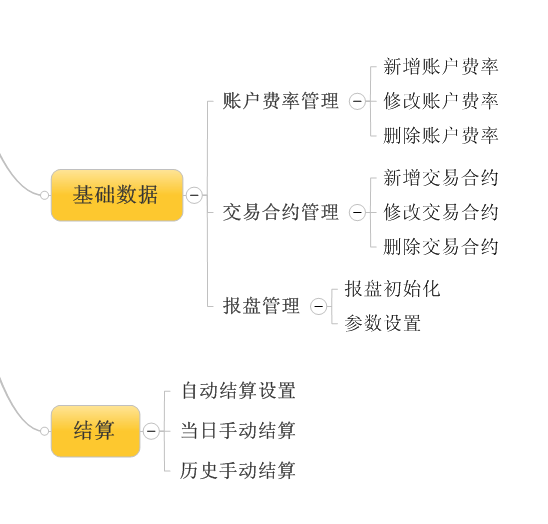 基础数据
账户费率管理
新增账户费率
修改账户费率
删除账户费率
交易合约管理
新增交易合约
修改交易合约
删除交易合约
报盘管理
报盘初始化
参数设置
结算
自动结算设置
当日手动结算
历史手动结算